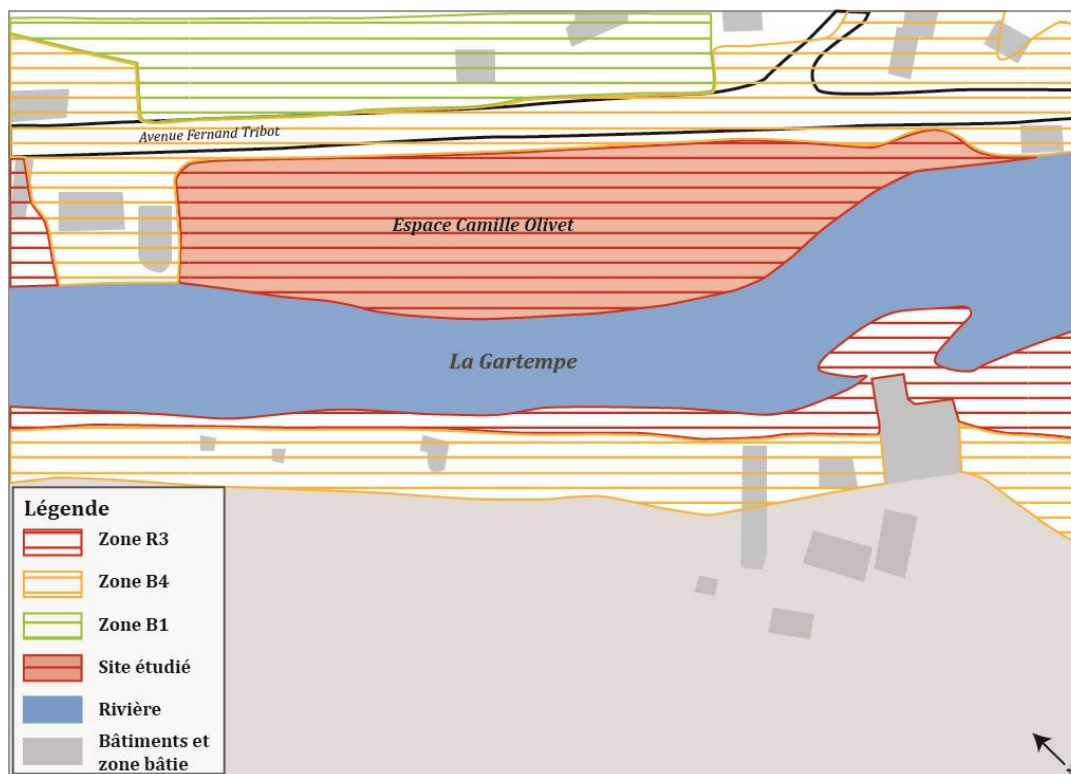 Avenue Fernand Tribot
Espace Camille Olivet
La Gartempe
Légende
Zone R3
Zone B4
Zone B1
Site étudié
Rivière
Bâtiments et
zone bâtie